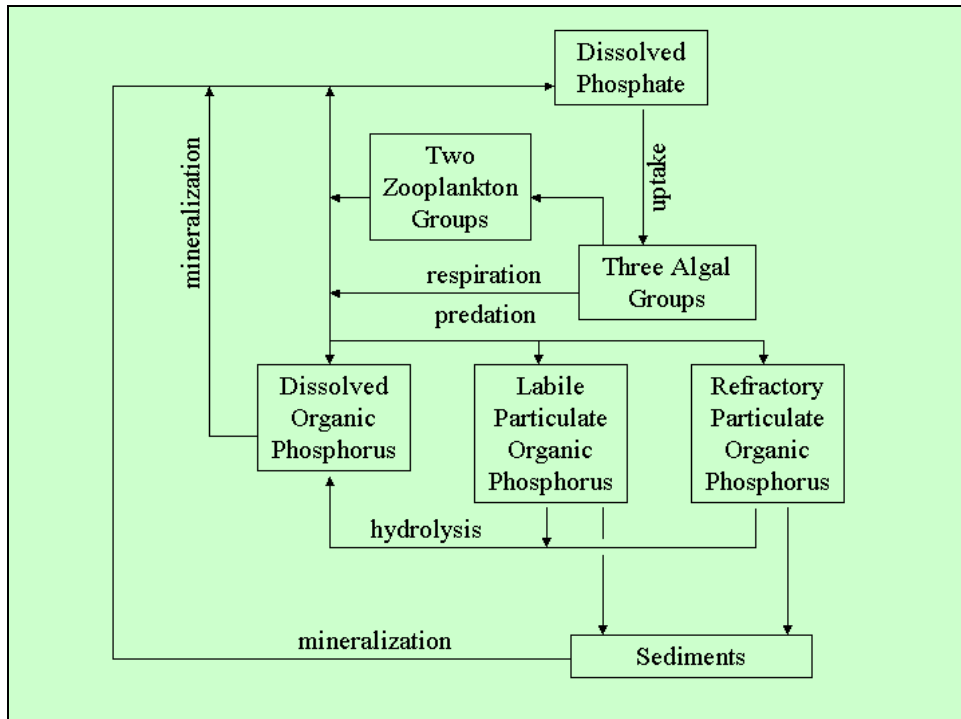 Dissolved
Phosphate
mineralization
Two
Zooplankton
Groups
uptake
Three Algal
Groups
respiration
predation
Dissolved
Organic
Phosphorus
Labile
Particulate
Organic
Phosphorus
Refractory
Particulate
Organic
Phosphorus
hydrolysis
mineralization
Sediments